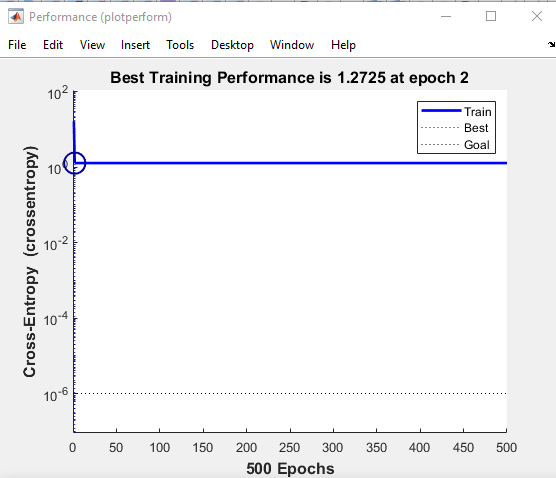 Performance (plotperform)
File Edit View Insert Tools Desktop Window Help
Best Training Performance is 1.2725 at epoch 2
Cross-Entropy (crossentropy)
10^2
10^0
10^-2
10^-4
10^-6
Train
Best
Goal
0 50 100 150 200 250 300 350 400 450 500
500 Epochs